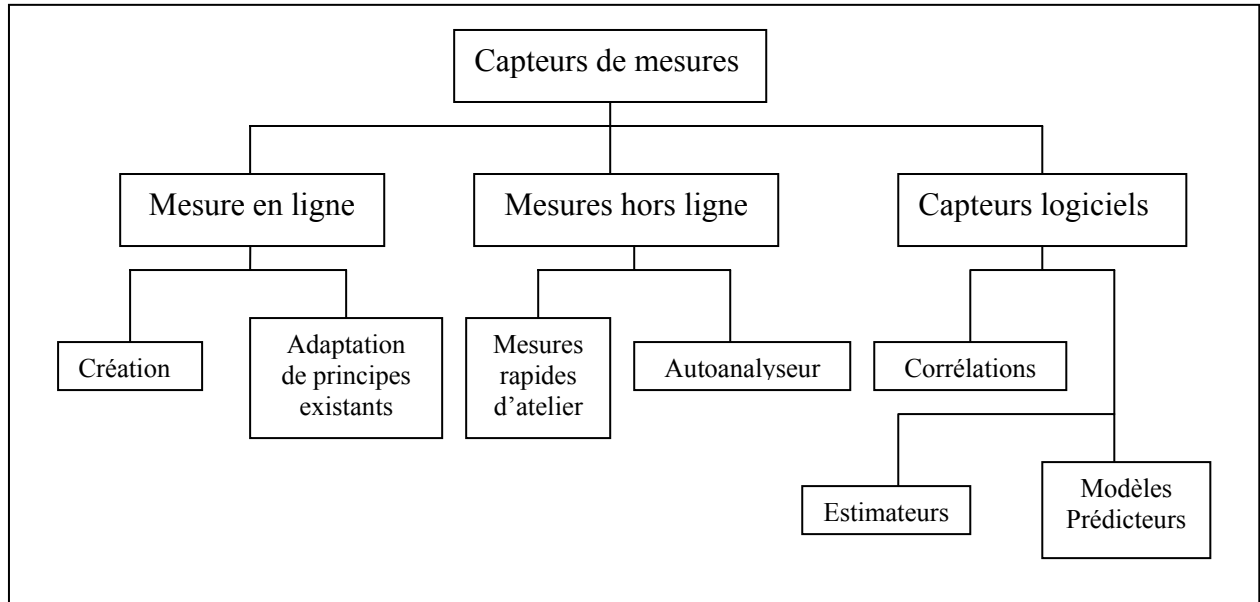 Capteurs de mesures
Mesure en ligne
Mesures hors ligne
Capteurs logiciels
Création
Adaptation
de principes
existants
Mesures
rapides
d’atelier
Autoanalyseur
Corrélations
Estimateurs
Modèles
Prédicteurs